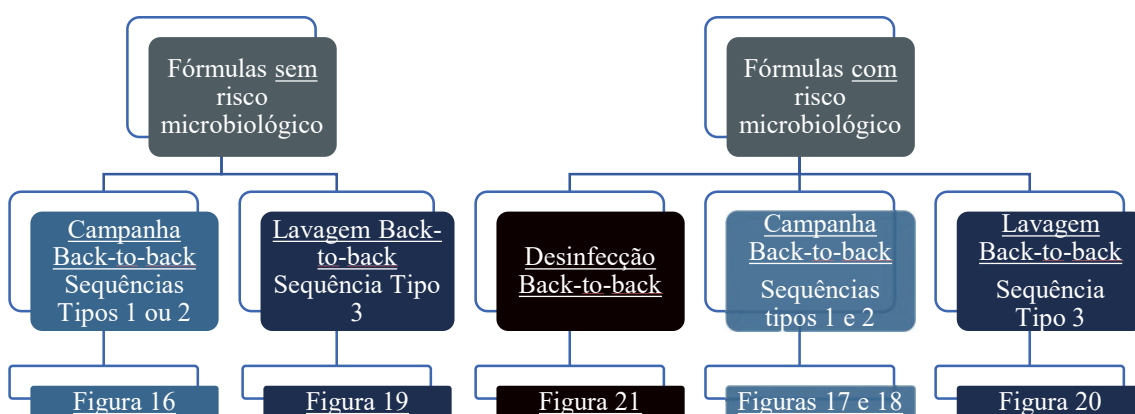 Fórmulas sem
risco
microbiológico
Fórmulas com
risco
microbiológico
Campanha
Back-to-back
Sequências
Tipos 1 ou 2
Lavagem Back-
to-back
Sequência Tipo
3
Desinfecção
Back-to-back
Campanha
Back-to-back
Sequências
tipos 1 e 2
Lavagem
Back-to-back
Sequência
Tipo 3
Figura 16
Figura 19
Figura 21
Figuras 17 e 18
Figura 20